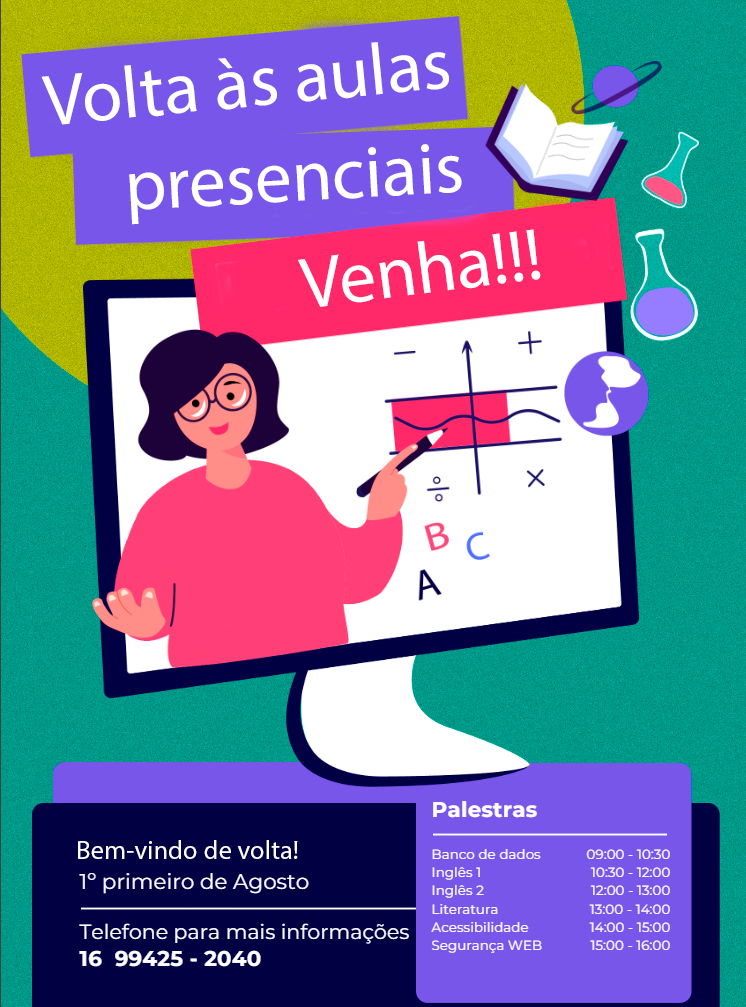 Volta às aulas
presenciais
Venha!!!
− +
÷ ×
B C
A
Bem-vindo de volta!
1º primeiro de Agosto
Telefone para mais informações
16 99425 - 2040
Palestras
Banco de dados 09:00 - 10:30
Inglês 1 10:30 - 12:00
Inglês 2 12:00 - 13:00
Literatura 13:00 - 14:00
Acessibilidade 14:00 - 15:00
Segurança WEB 15:00 - 16:00